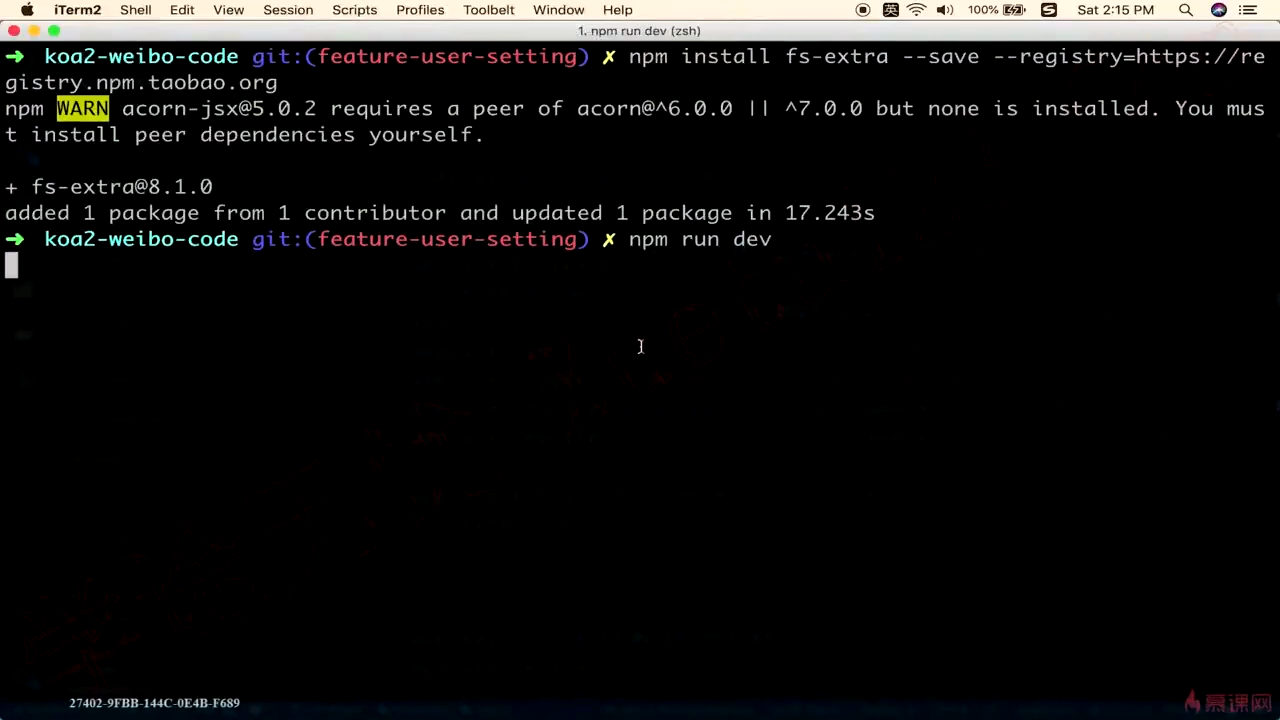 iTerm2 Shell Edit View Session Scripts Profiles Toolbelt Window Help 英 100% S Sat 2:15 PM
1. npm run dev (zsh)
➜ koa2-weibo-code git:(feature-user-setting) ✗ npm install fs-extra --save --registry=https://re
gistry.npm.taobao.org
npm WARN acorn-jsx@5.0.2 requires a peer of acorn@^6.0.0 || ^7.0.0 but none is installed. You mus
t install peer dependencies yourself.
+ fs-extra@8.1.0
added 1 package from 1 contributor and updated 1 package in 17.243s
➜ koa2-weibo-code git:(feature-user-setting) ✗ npm run dev
27402-9FBB-144C-0E4B-F689
慕课网